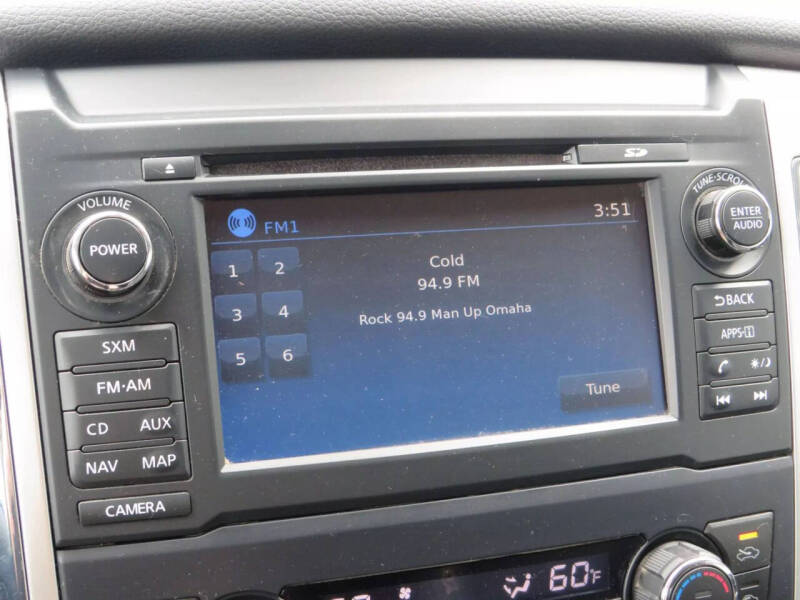 VOLUME
POWER
SXM
FM·AM
CD AUX
NAV MAP
CAMERA
SD
FM1 3:51
1 2
3 4
5 6
Cold
94.9 FM
Rock 94.9 Man Up Omaha
Tune
TUNE·SCROLL
ENTER
AUDIO
BACK
APPS·i
60°F